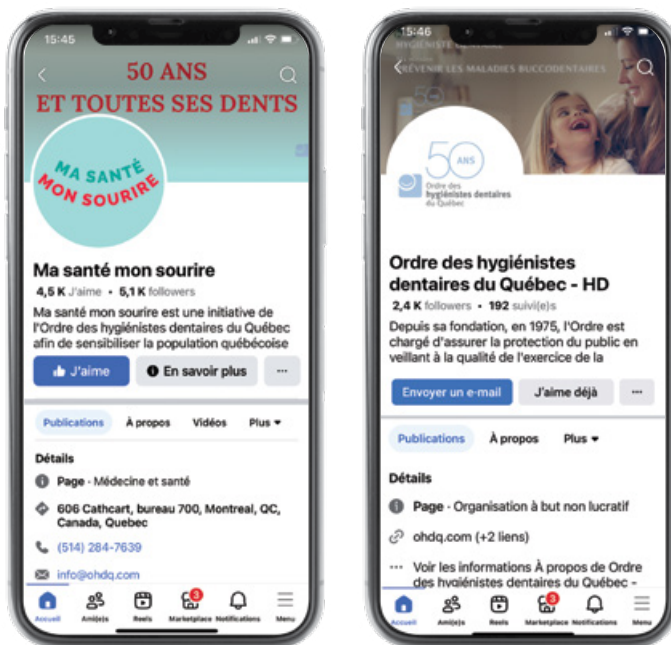 15:45
50 ANS
ET TOUTES SES DENTS
MA SANTÉ
MON SOURIRE
Ma santé mon sourire
4,5 K J'aime • 5,1 K followers
Ma santé mon sourire est une initiative de
l'Ordre des hygiénistes dentaires du Québec
afin de sensibiliser la population québécoise
J'aime
En savoir plus
...
Publications
À propos
Vidéos
Plus
Détails
Page · Médecine et santé
606 Cathcart, bureau 700, Montreal, QC,
Canada, Quebec
(514) 284-7639
info@ohdq.com
3
Accueil
Ami(e)s
Reels
Marketplace
Notifications
Menu
15:46
HYGIÉNISTE DENTAIRE
PRÉVENIR LES MALADIES BUCCODENTAIRES
50 ANS
Ordre des
hygiénistes dentaires
du Québec
Ordre des hygiénistes
dentaires du Québec - HD
2,4 K followers • 192 suivi(e)s
Depuis sa fondation, en 1975, l'Ordre est
chargé d'assurer la protection du public en
veillant à la qualité de l'exercice de la
Envoyer un e-mail
J'aime déjà
...
Publications
À propos
Plus
Détails
Page · Organisation à but non lucratif
ohdq.com (+2 liens)
... Voir les informations À propos de Ordre
des hygiénistes dentaires du Québec -
3
Accueil
Ami(e)s
Reels
Marketplace
Notifications
Menu